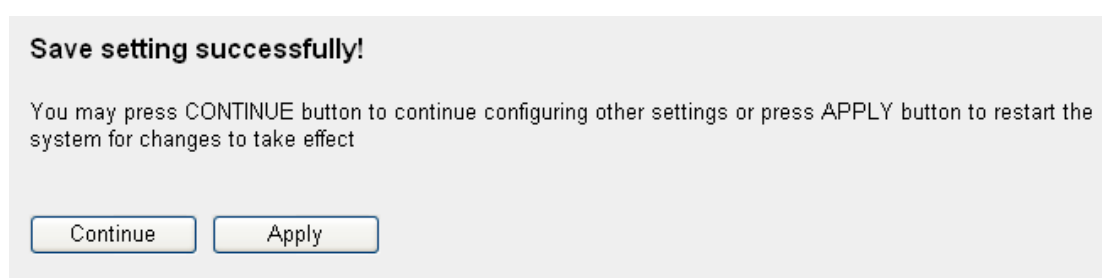 Save setting successfully!
You may press CONTINUE button to continue configuring other settings or press APPLY button to restart the
system for changes to take effect
Continue
Apply